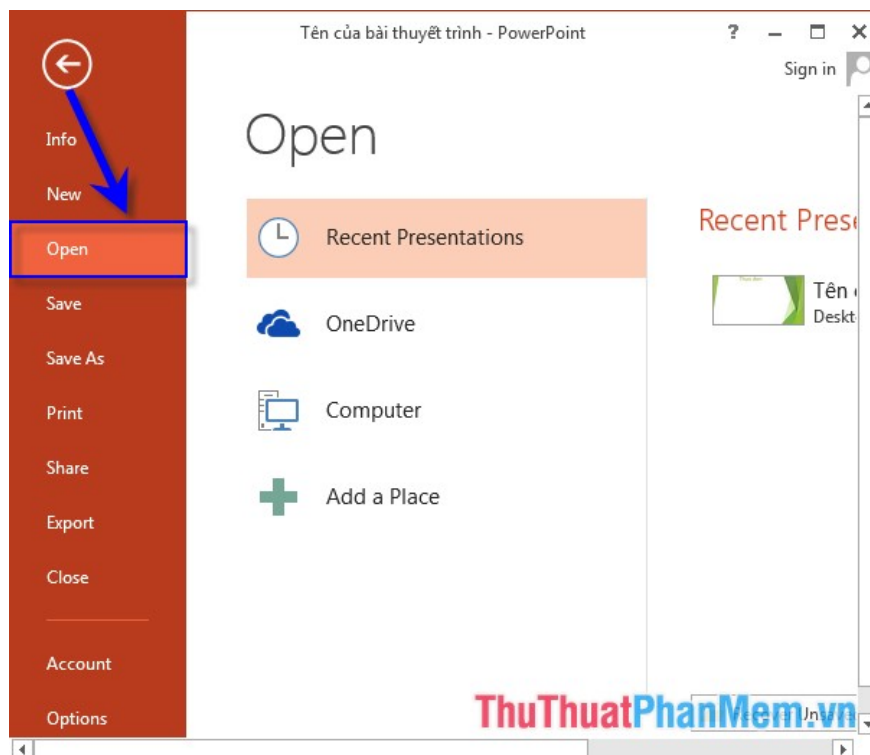 Tên của bài thuyết trình - PowerPoint
Sign in
Info
New
Open
Save
Save As
Print
Share
Export
Close
Account
Options
Open
Recent Presentations
OneDrive
Computer
Add a Place
Recent Pres
Tên
Deskt
ThuThuatPhanMem.vn